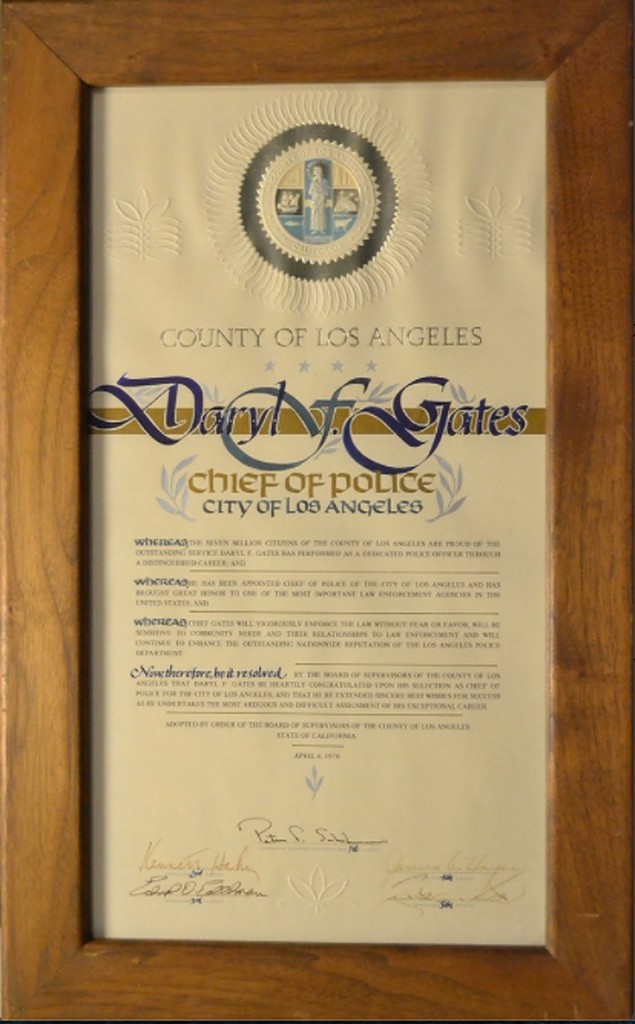 COUNTY OF LOS ANGELES
Daryl F. Gates
CHIEF OF POLICE
CITY OF LOS ANGELES
WHEREAS, THE SEVEN MILLION CITIZENS OF THE COUNTY OF LOS ANGELES ARE PROUD OF THE
OUTSTANDING SERVICE DARYL F. GATES HAS PERFORMED AS A DEDICATED POLICE OFFICER THROUGH
A DISTINGUISHED CAREER; AND
WHEREAS, HE HAS BEEN APPOINTED CHIEF OF POLICE OF THE CITY OF LOS ANGELES AND HAS
BROUGHT GREAT HONOR TO ONE OF THE MOST IMPORTANT LAW ENFORCEMENT AGENCIES IN THE
UNITED STATES; AND
WHEREAS, CHIEF GATES WILL VIGOROUSLY ENFORCE THE LAW WITHOUT FEAR OR FAVOR, WILL BE
SENSITIVE TO COMMUNITY NEEDS AND THEIR RELATIONSHIPS TO LAW ENFORCEMENT AND WILL
CONTINUE TO ENHANCE THE OUTSTANDING NATIONWIDE REPUTATION OF THE LOS ANGELES POLICE
DEPARTMENT
Now, therefore, be it resolved, BY THE BOARD OF SUPERVISORS OF THE COUNTY OF LOS
ANGELES THAT DARYL F. GATES BE HEARTILY CONGRATULATED UPON HIS SELECTION AS CHIEF OF
POLICE FOR THE CITY OF LOS ANGELES, AND THAT HE BE EXTENDED SINCERE BEST WISHES FOR SUCCESS
AS HE UNDERTAKES THE MOST ARDUOUS AND DIFFICULT ASSIGNMENT OF HIS EXCEPTIONAL CAREER.
ADOPTED BY ORDER OF THE BOARD OF SUPERVISORS OF THE COUNTY OF LOS ANGELES
STATE OF CALIFORNIA
APRIL 4, 1978
Kenneth Hahn